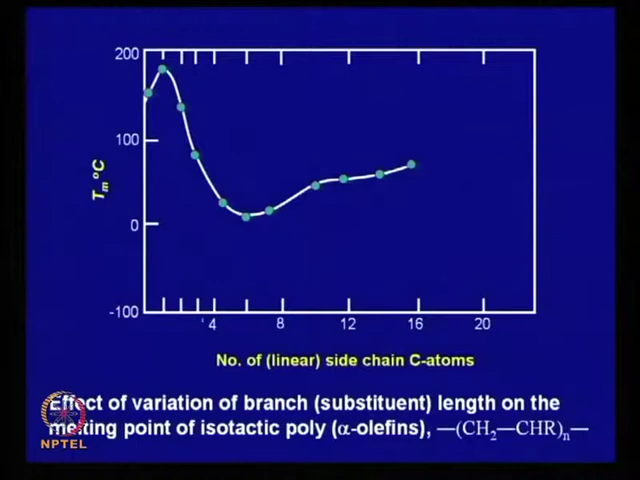 200
100
0
-100
Tm °C
' 4 8 12 16 20
No. of (linear) side chain C-atoms
Effect of variation of branch (substituent) length on the
melting point of isotactic poly (α-olefins), —(CH2—CHR)n—
NPTEL